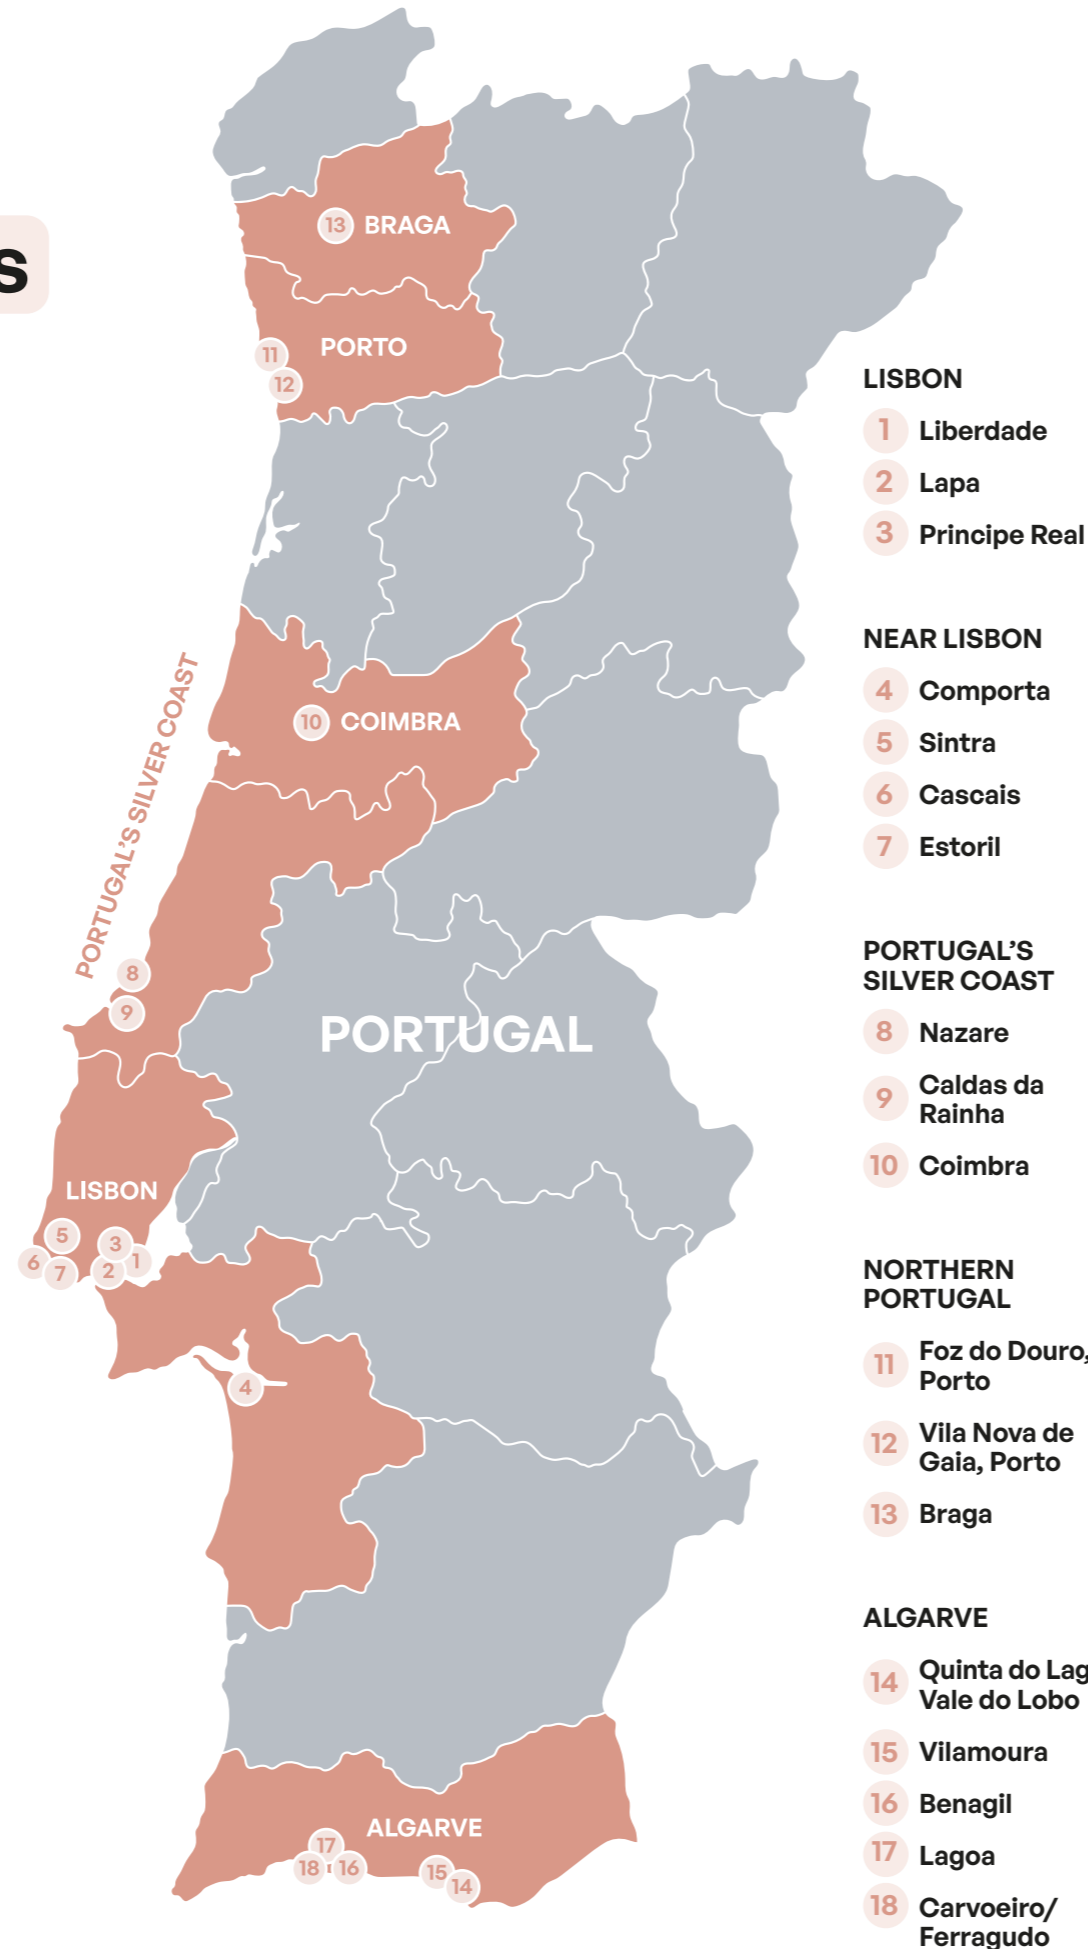 s
13 BRAGA
PORTO
11
12
PORTUGAL'S SILVER COAST
10 COIMBRA
8
9
PORTUGAL
LISBON
5
3
6
7
2
1
4
ALGARVE
17
18
16
15
14
LISBON
1 Liberdade
2 Lapa
3 Principe Real
NEAR LISBON
4 Comporta
5 Sintra
6 Cascais
7 Estoril
PORTUGAL'S
SILVER COAST
8 Nazare
9 Caldas da
Rainha
10 Coimbra
NORTHERN
PORTUGAL
11 Foz do Douro,
Porto
12 Vila Nova de
Gaia, Porto
13 Braga
ALGARVE
14 Quinta do Lag
Vale do Lobo
15 Vilamoura
16 Benagil
17 Lagoa
18 Carvoeiro/
Ferragudo